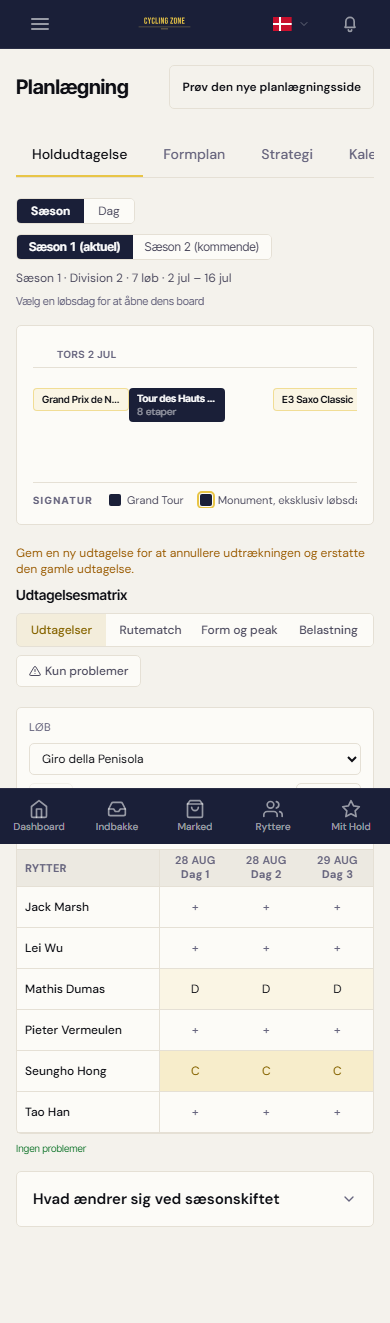 CYCLING ZONE
Planlægning
Prøv den nye planlægningsside
Holdudtagelse Formplan Strategi Kale
Sæson Dag
Sæson 1 (aktuel) Sæson 2 (kommende)
Sæson 1 · Division 2 · 7 løb · 2 jul – 16 jul
Vælg en løbsdag for at åbne dens board
TORS 2 JUL
Grand Prix de N... Tour des Hauts ... E3 Saxo Classic
8 etaper
SIGNATUR Grand Tour Monument, eksklusiv løbsda
Gem en ny udtagelse for at annullere udtrækningen og erstatte
den gamle udtagelse.
Udtagelsesmatrix
Udtagelser Rutematch Form og peak Belastning
Kun problemer
LØB
Giro della Penisola
Dashboard Indbakke Marked Ryttere Mit Hold
RYTTER 28 AUG 28 AUG 29 AUG
Dag 1 Dag 2 Dag 3
Jack Marsh + + +
Lei Wu + + +
Mathis Dumas D D D
Pieter Vermeulen + + +
Seungho Hong C C C
Tao Han + + +
Ingen problemer
Hvad ændrer sig ved sæsonskiftet